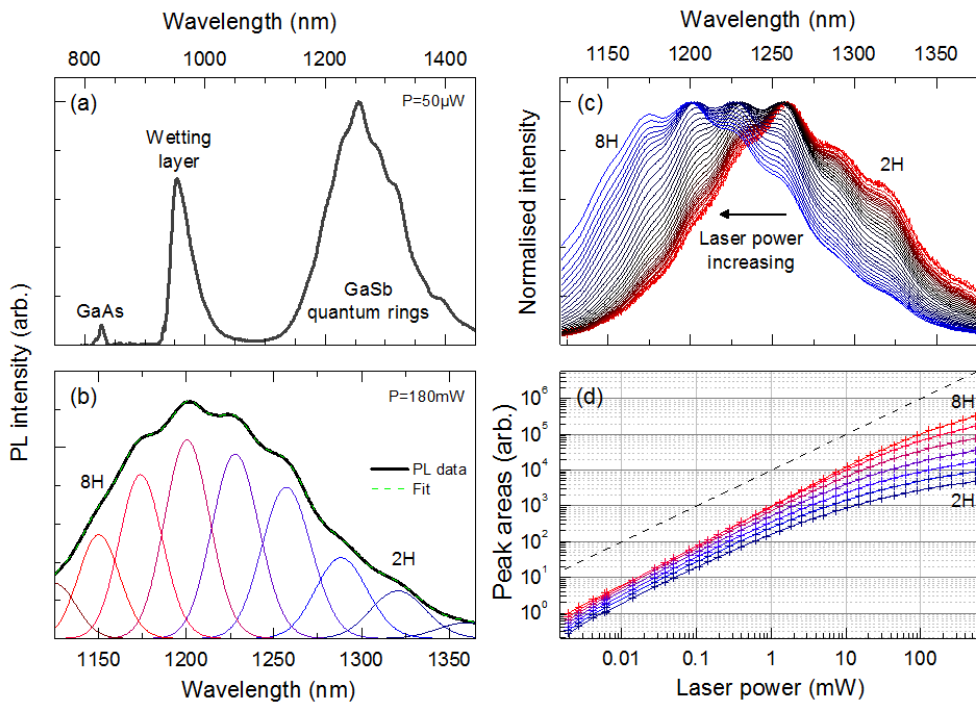 Wavelength (nm)
800 1000 1200 1400
(a)
P=50µW
Wetting
layer
GaAs
GaSb
quantum rings
PL intensity (arb.)
(b)
P=180mW
8H
PL data
Fit
2H
1150 1200 1250 1300 1350
Wavelength (nm)
Wavelength (nm)
1150 1200 1250 1300 1350
(c)
8H
2H
Laser power
increasing
Normalised intensity
(d)
8H
2H
Peak areas (arb.)
10⁶
10⁵
10⁴
10³
10²
10¹
10⁰
0.01 0.1 1 10 100
Laser power (mW)